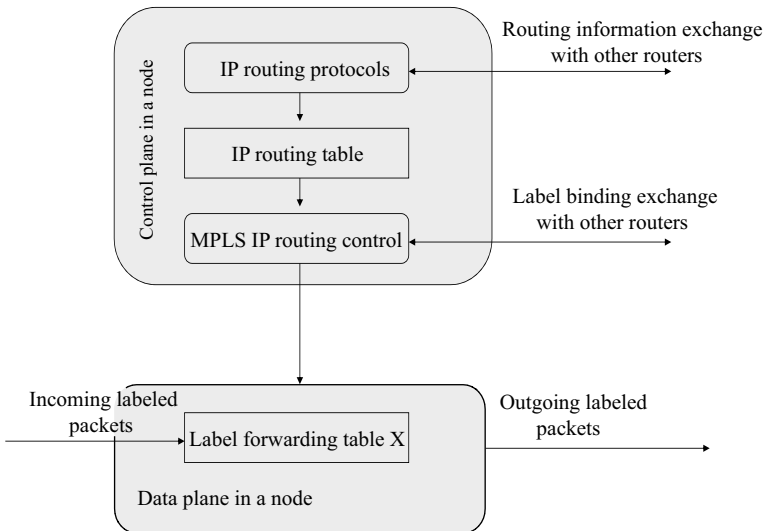 Routing information exchange
with other routers
IP routing protocols
Control plane in a node
IP routing table
Label binding exchange
with other routers
MPLS IP routing control
Incoming labeled
packets
Outgoing labeled
packets
Label forwarding table X
Data plane in a node